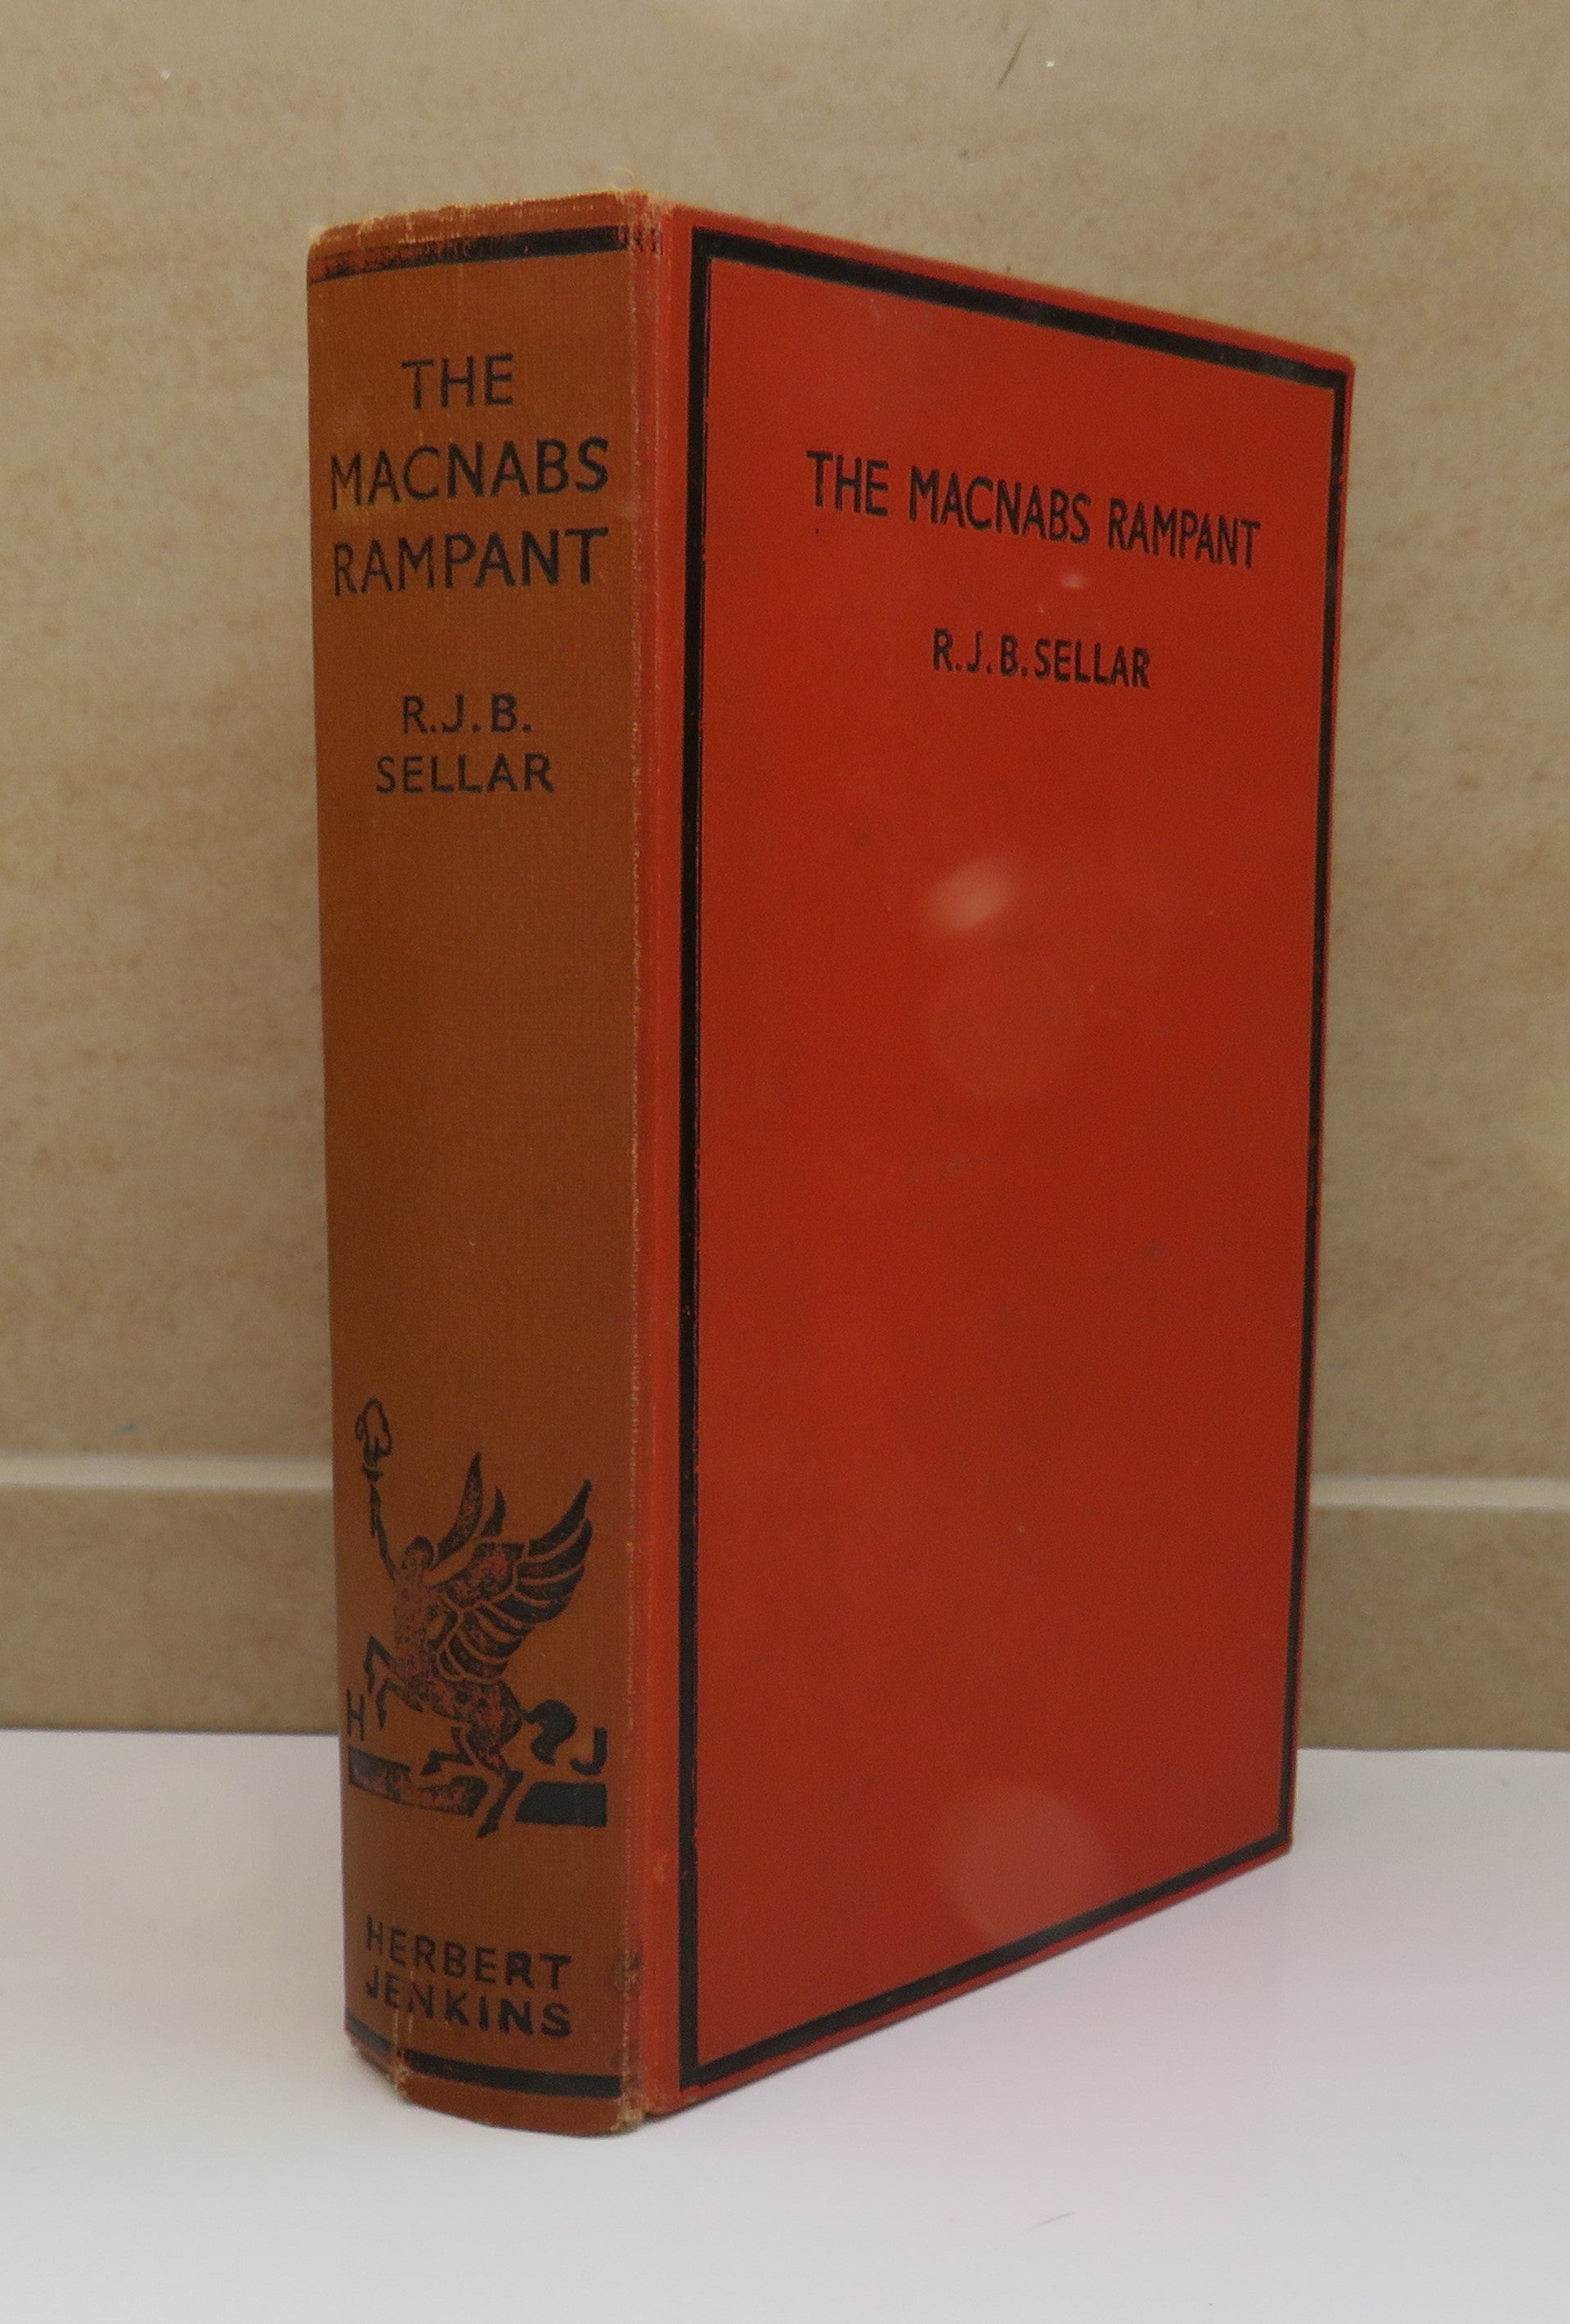 THE
MACNABS
RAMPANT
R.J.B.
SELLAR
H J
HERBERT
JENKINS
THE MACNABS RAMPANT
R.J.B. SELLAR